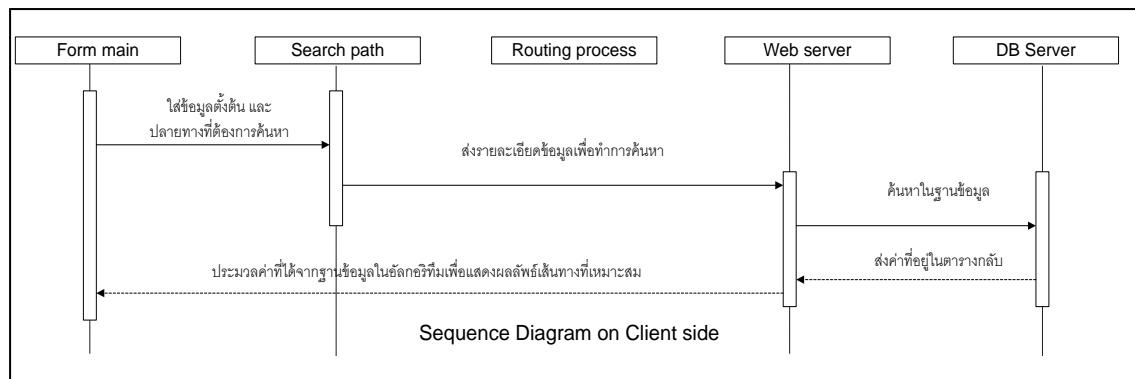 Form main
Search path
Routing process
Web server
DB Server
ใส่ข้อมูลตั้งต้น และ
ปลายทางที่ต้องการค้นหา
ส่งรายละเอียดข้อมูลเพื่อทำการค้นหา
ค้นหาในฐานข้อมูล
ส่งค่าที่อยู่ในตารางกลับ
ประมวลค่าที่ได้จากฐานข้อมูลในอัลกอริทึมเพื่อแสดงผลลัพธ์เส้นทางที่เหมาะสม
Sequence Diagram on Client side